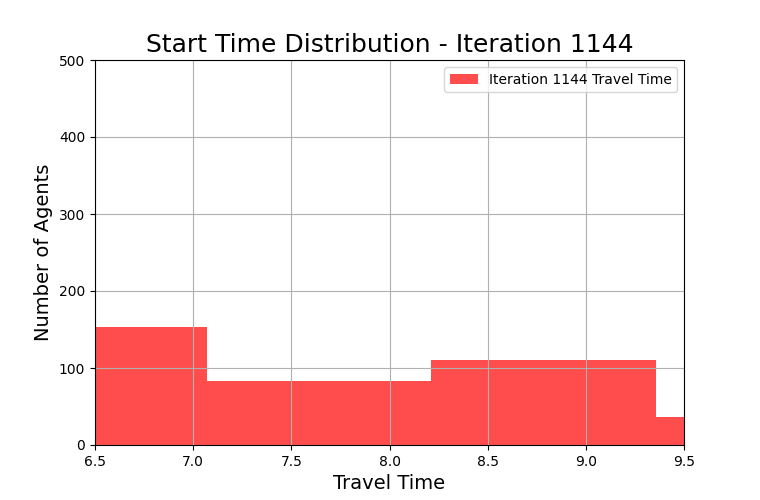 Start Time Distribution - Iteration 1144
Iteration 1144 Travel Time
Number of Agents
500
400
300
200
100
0
6.5 7.0 7.5 8.0 8.5 9.0 9.5
Travel Time